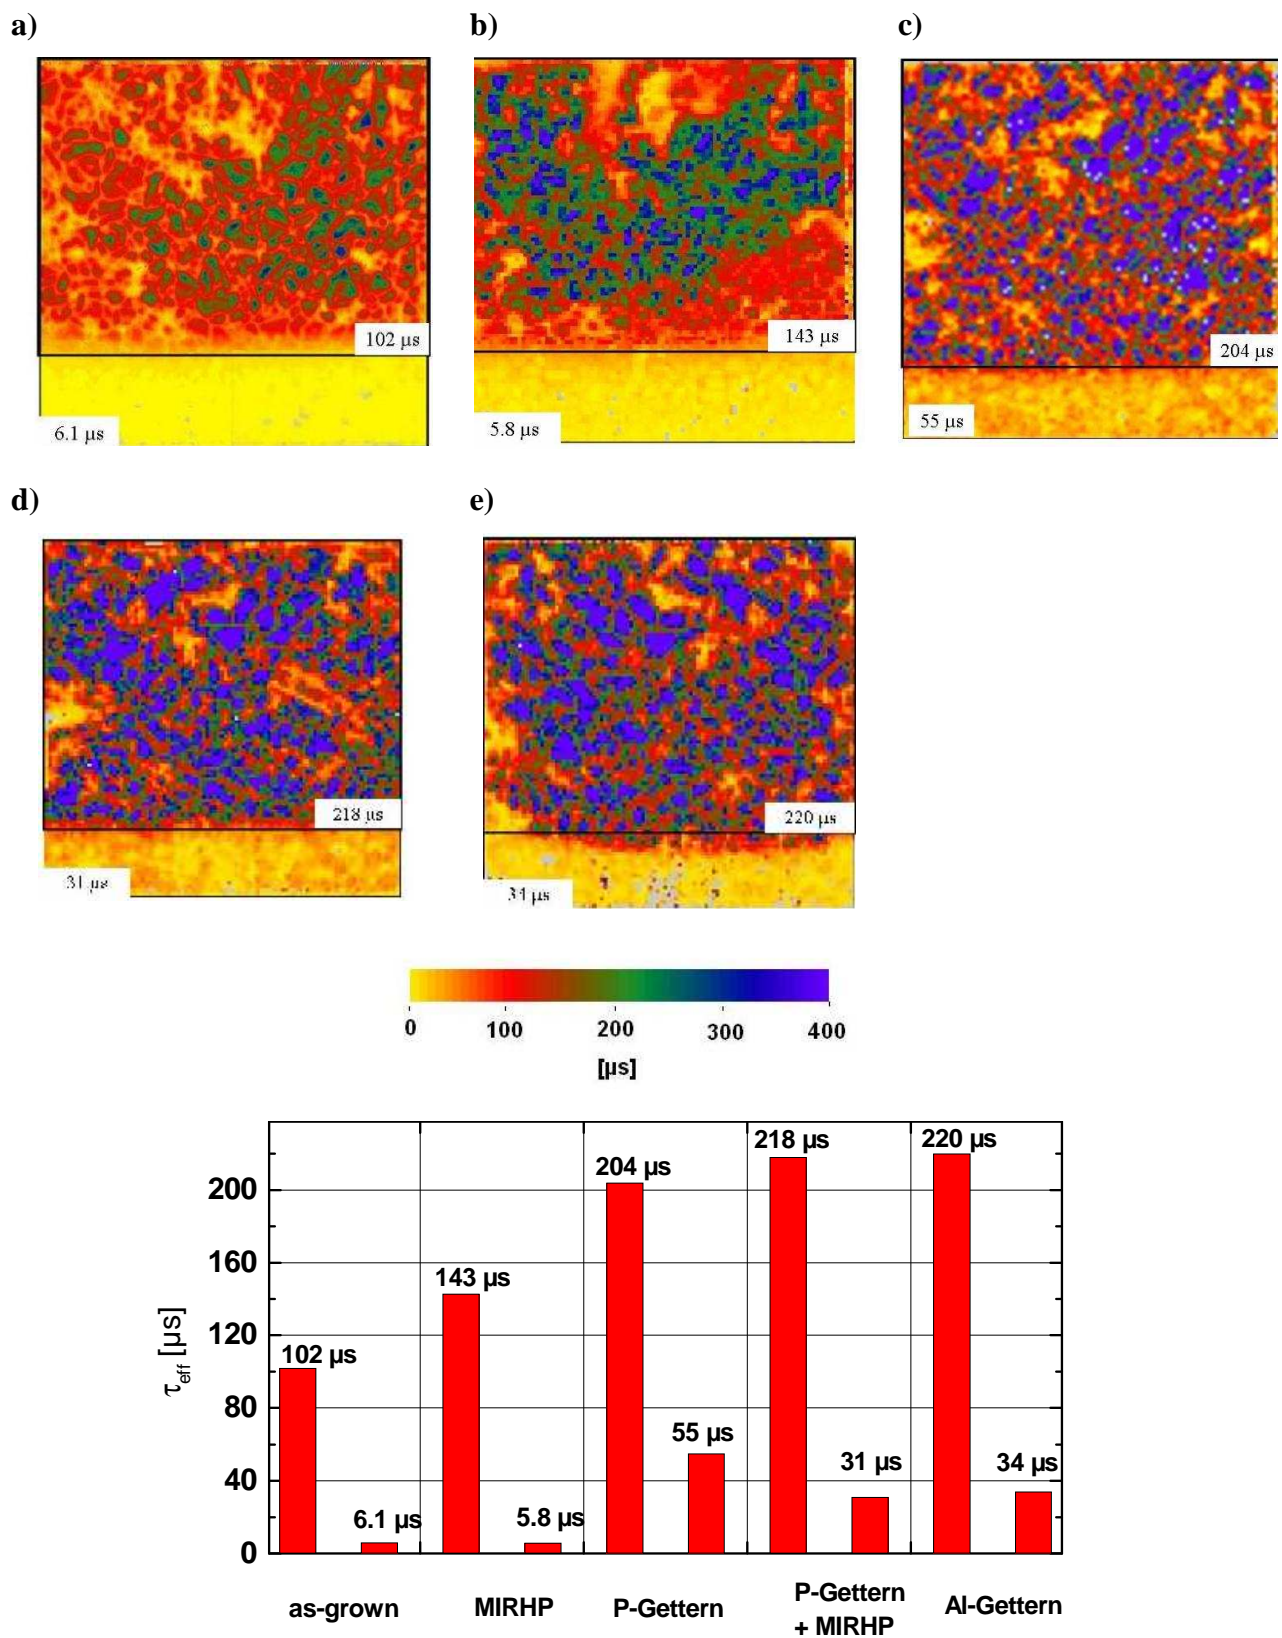 a)
b)
c)
102 µs
6.1 µs
143 µs
5.8 µs
204 µs
55 µs
d)
e)
218 µs
31 µs
220 µs
34 µs
0 100 200 300 400
[µs]
τeff [µs]
200
160
120
80
40
0
102 µs
6.1 µs
143 µs
5.8 µs
204 µs
55 µs
218 µs
31 µs
220 µs
34 µs
as-grown
MIRHP
P-Gettern
P-Gettern
+ MIRHP
Al-Gettern